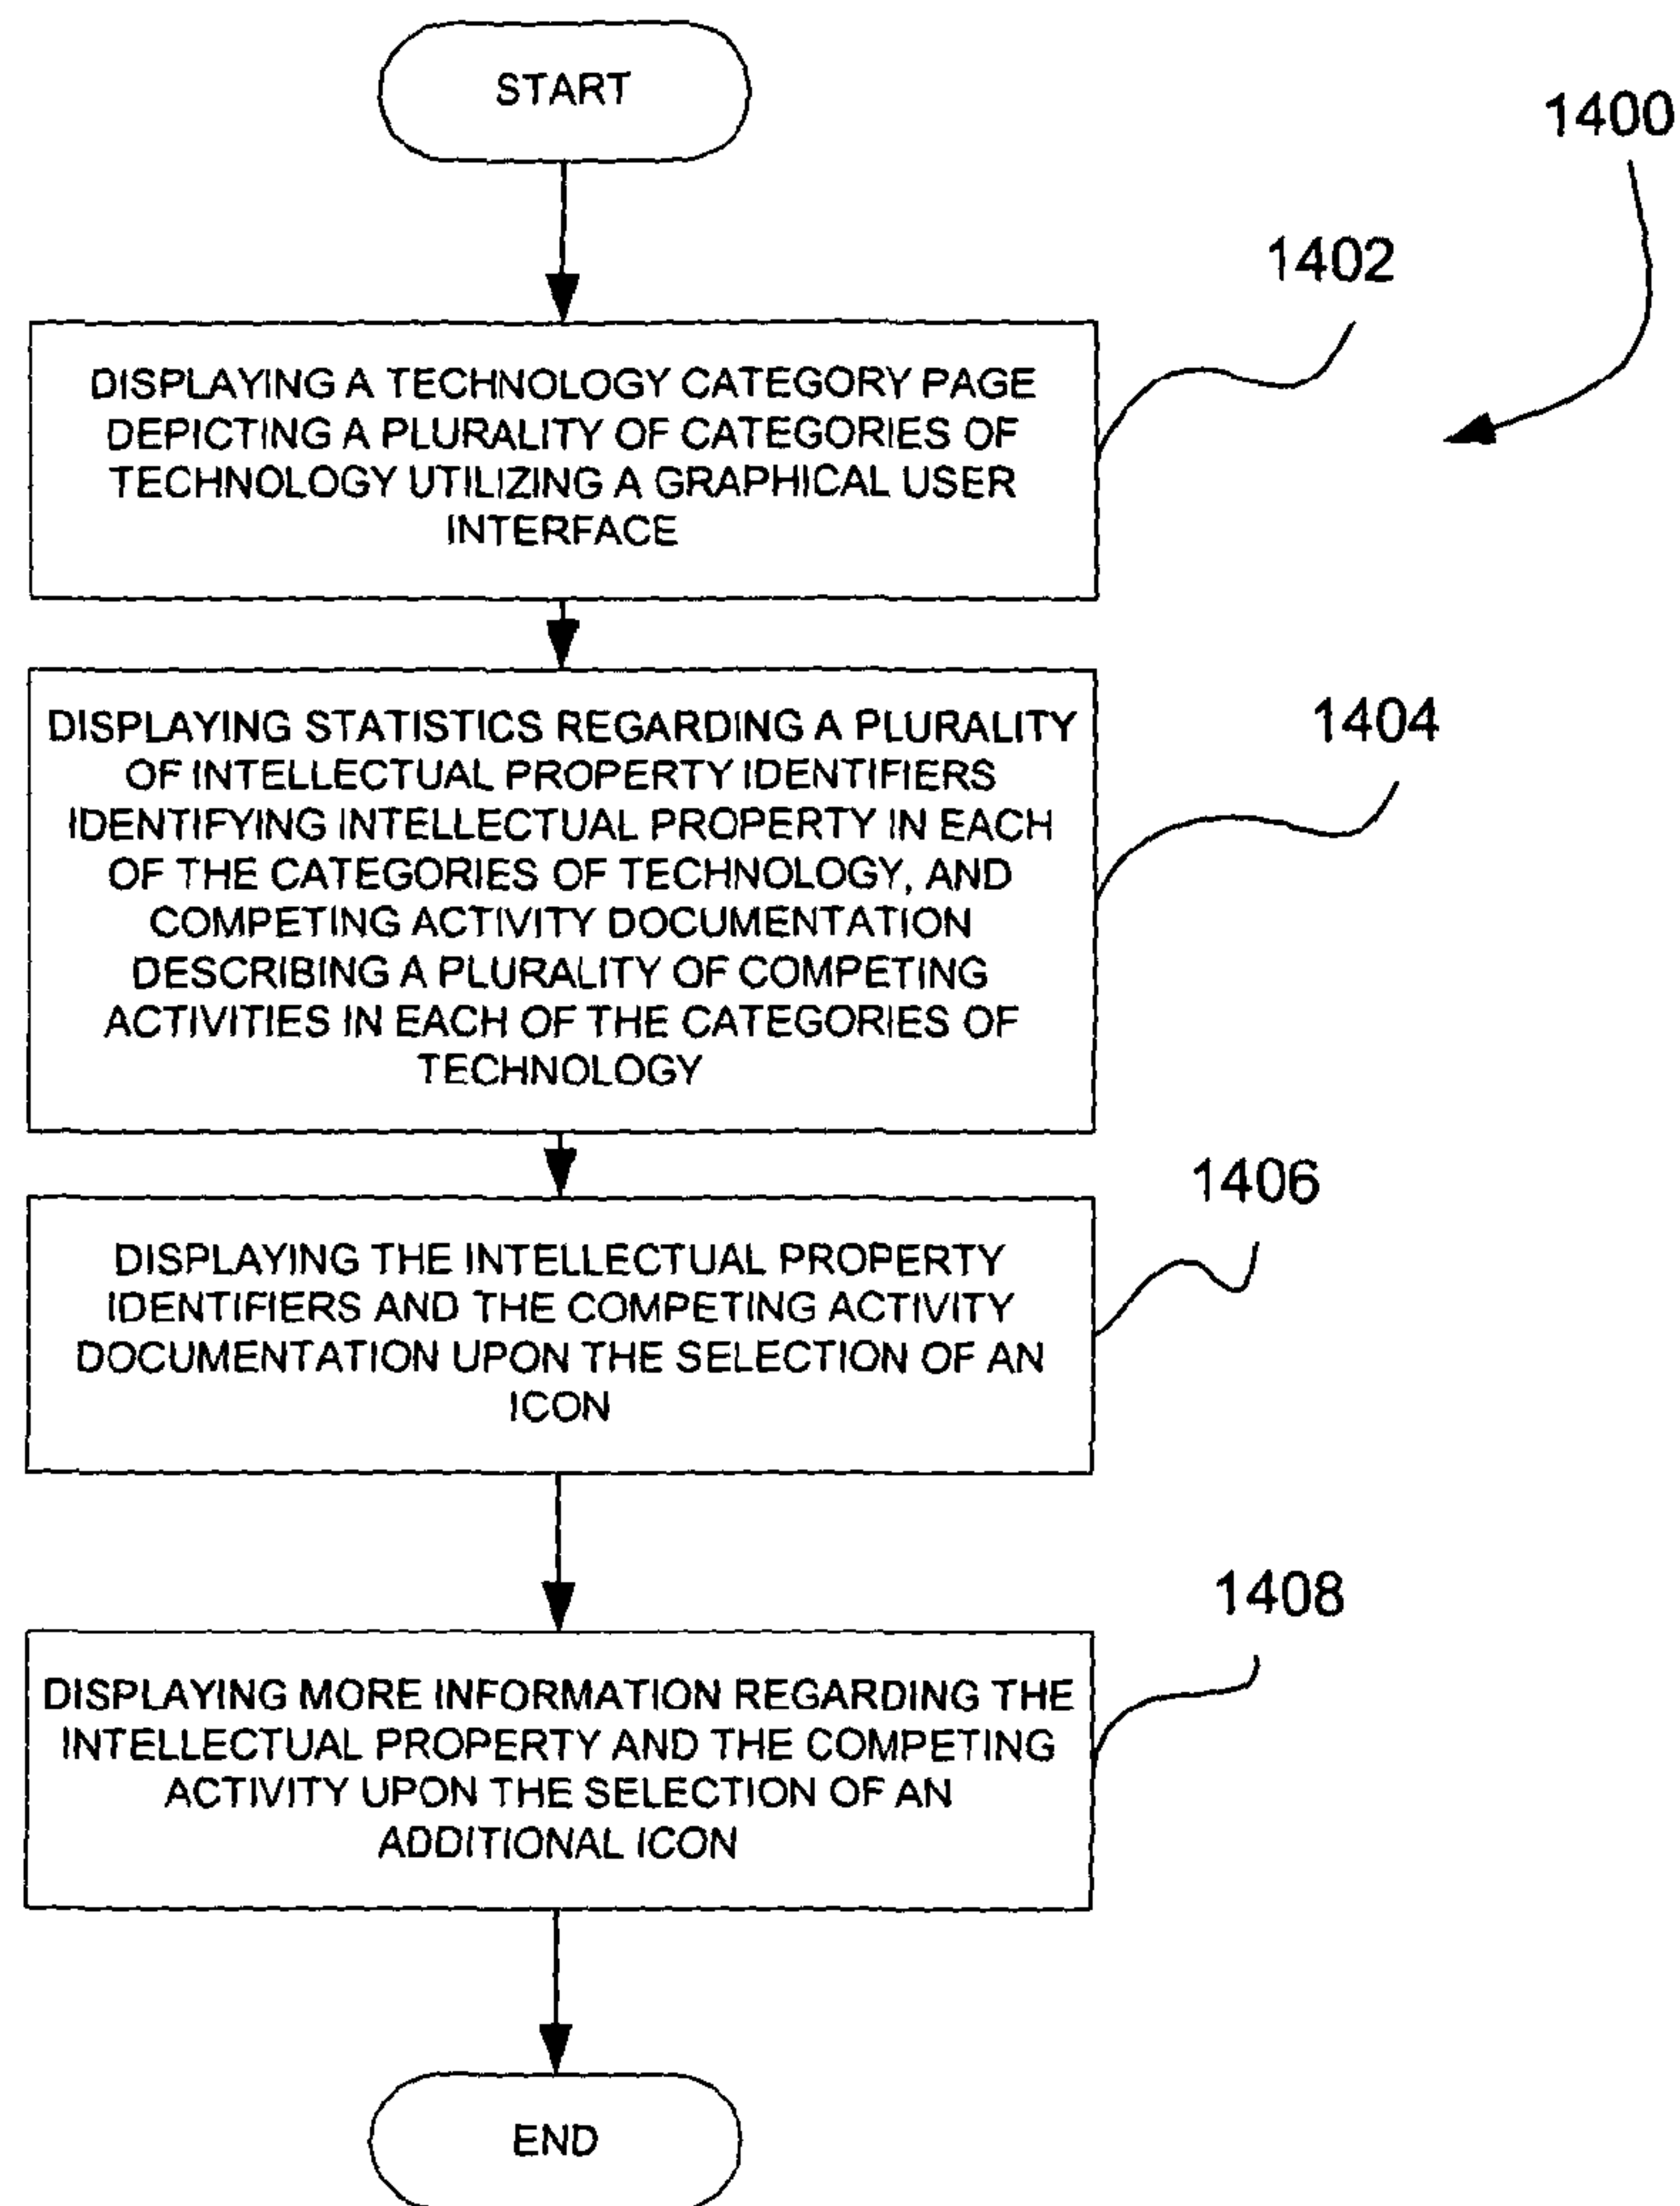 START
1400
1402
DISPLAYING A TECHNOLOGY CATEGORY PAGE
DEPICTING A PLURALITY OF CATEGORIES OF
TECHNOLOGY UTILIZING A GRAPHICAL USER
INTERFACE
1404
DISPLAYING STATISTICS REGARDING A PLURALITY
OF INTELLECTUAL PROPERTY IDENTIFIERS
IDENTIFYING INTELLECTUAL PROPERTY IN EACH
OF THE CATEGORIES OF TECHNOLOGY, AND
COMPETING ACTIVITY DOCUMENTATION
DESCRIBING A PLURALITY OF COMPETING
ACTIVITIES IN EACH OF THE CATEGORIES OF
TECHNOLOGY
1406
DISPLAYING THE INTELLECTUAL PROPERTY
IDENTIFIERS AND THE COMPETING ACTIVITY
DOCUMENTATION UPON THE SELECTION OF AN
ICON
1408
DISPLAYING MORE INFORMATION REGARDING THE
INTELLECTUAL PROPERTY AND THE COMPETING
ACTIVITY UPON THE SELECTION OF AN
ADDITIONAL ICON
END